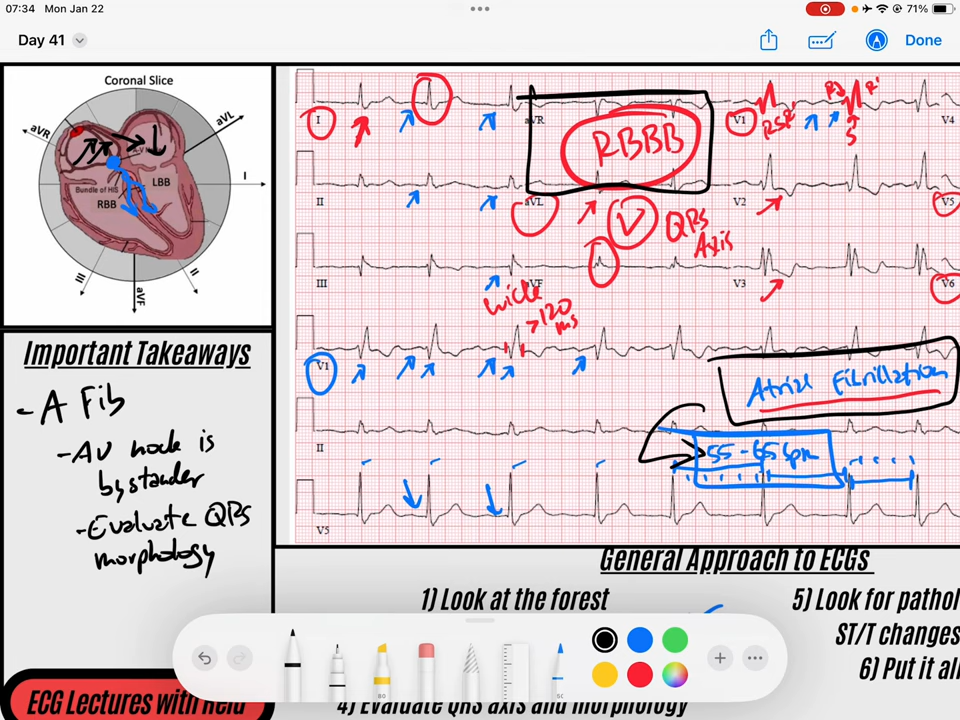 07:34 Mon Jan 22
71%
Day 41
Done
Coronal Slice
aVR
aVL
I
Bundle of HIS
LBB
RBB
III
aVF
II
Important Takeaways
- A Fib
- AV node is
bystander
- Evaluate QRS
morphology
ECG Lectures with Reid
I
aVR
V1
V4
RBBB
RSR'
R
R'
S
II
aVL
V2
V5
QRS
Axis
III
aVF
V3
V6
wide
>120
ms
V1
Atrial Fibrillation
II
55-65 bpm
V5
General Approach to ECGs
1) Look at the forest
4) Evaluate QRS axis and morphology
5) Look for pathol
ST/T changes
6) Put it all